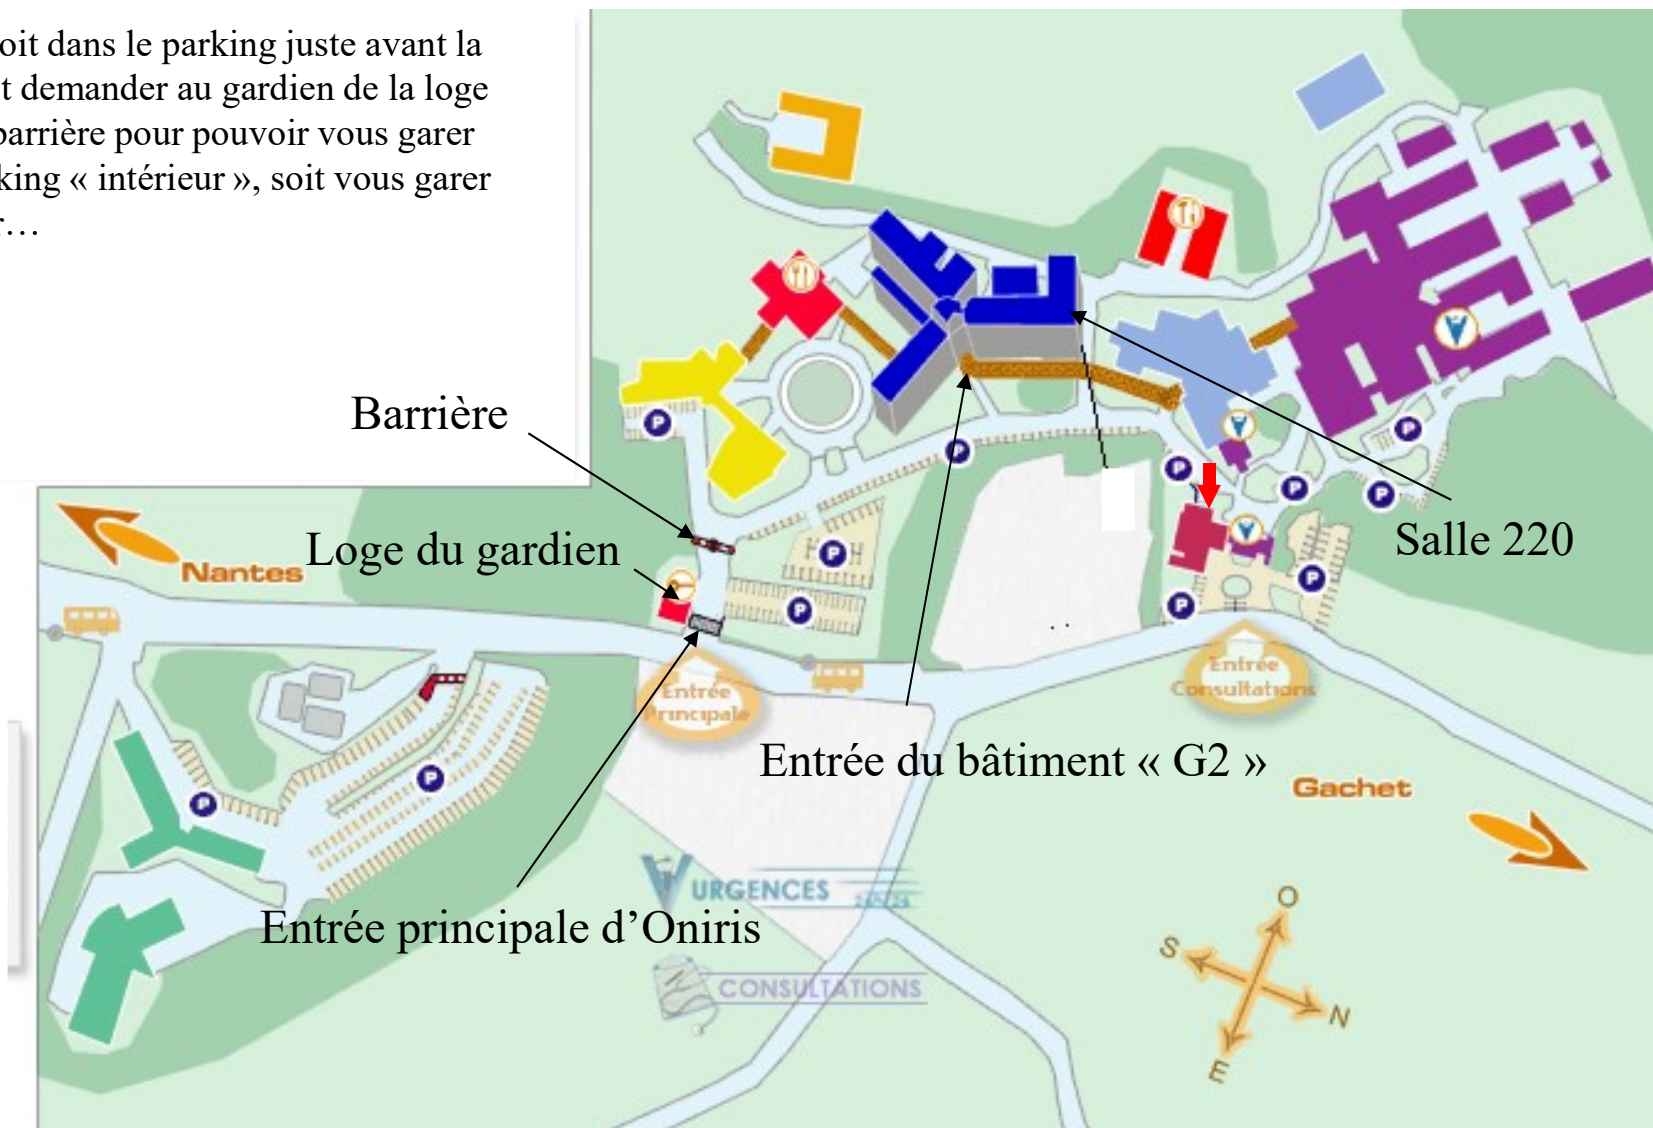 oit dans le parking juste avant la
t demander au gardien de la loge
barrière pour pouvoir vous garer
king « intérieur », soit vous garer
r…
Barrière
Loge du gardien
Salle 220
Nantes
Entrée
Principale
Entrée
Consultations
Entrée du bâtiment « G2 »
Gachet
URGENCES
Entrée principale d’Oniris
CONSULTATIONS
O
S
N
E
P
P
P
P
P
P
P
P
P
P
P
P
H H